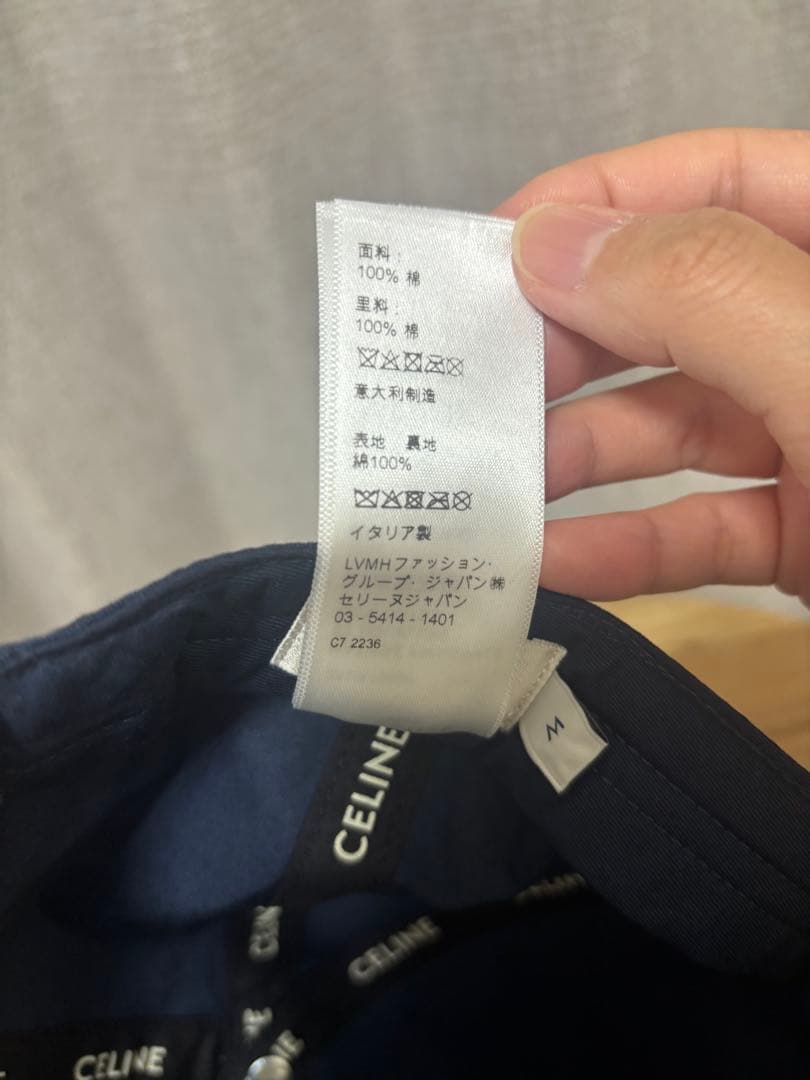 面料：
100% 棉
里料：
100% 棉
意大利制造
表地　裏地
綿100%
イタリア製
LVMHファッション・
グループ・ジャパン㈱
セリーヌジャパン
03 - 5414 - 1401
C7 2236
M
CELINE
CELINE
CELINE